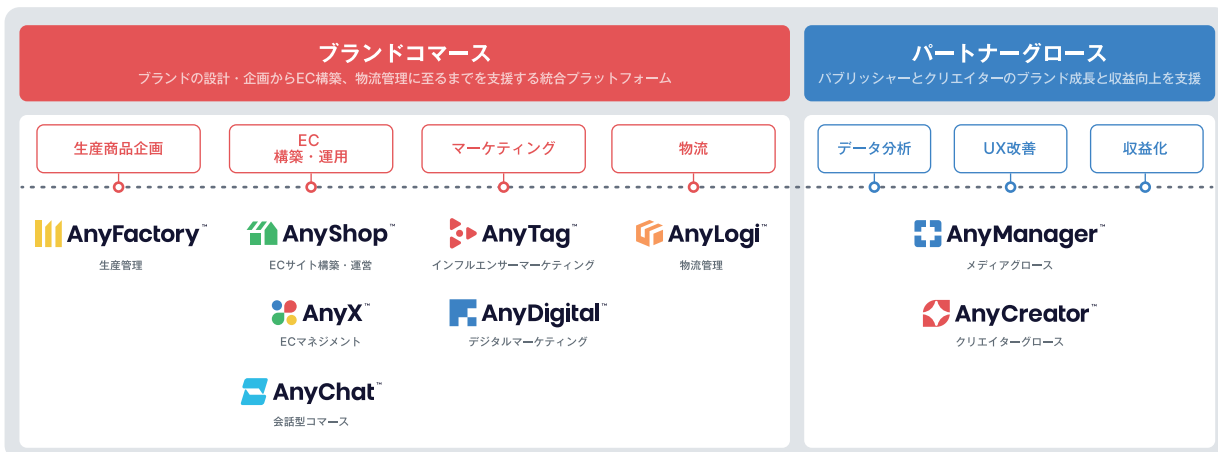 ブランドコマース
ブランドの設計・企画からEC構築、物流管理に至るまでを支援する統合プラットフォーム
パートナーグロース
パブリッシャーとクリエイターのブランド成長と収益向上を支援
生産商品企画
EC
構築・運用
マーケティング
物流
データ分析
UX改善
収益化
AnyFactory™
生産管理
AnyShop™
ECサイト構築・運営
AnyTag™
インフルエンサーマーケティング
AnyLogi™
物流管理
AnyManager™
メディアグロース
AnyX™
ECマネジメント
AnyDigital™
デジタルマーケティング
AnyCreator™
クリエイターグロース
AnyChat™
会話型コマース